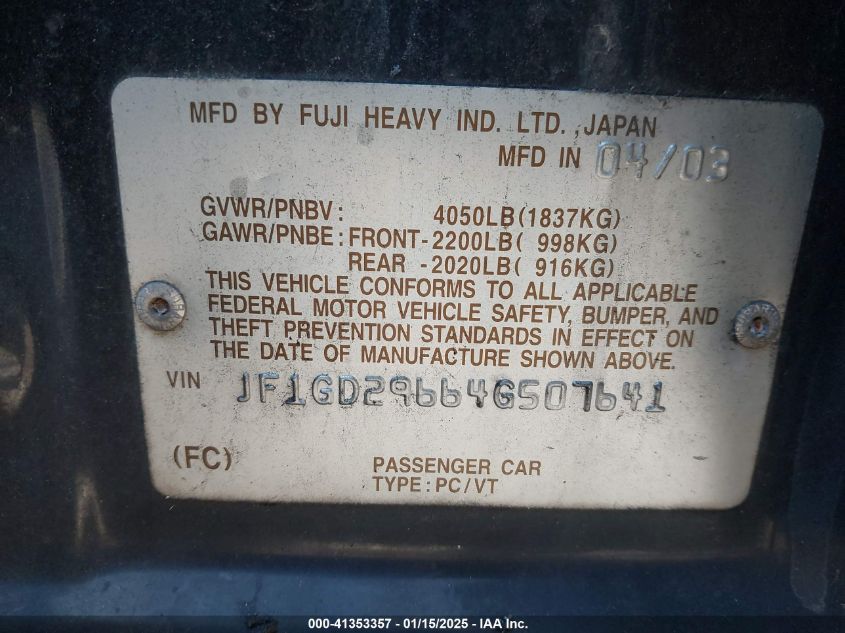 MFD BY FUJI HEAVY IND. LTD., JAPAN
MFD IN 04/03
GVWR/PNBV: 4050LB(1837KG)
GAWR/PNBE: FRONT-2200LB( 998KG)
REAR -2020LB( 916KG)
THIS VEHICLE CONFORMS TO ALL APPLICABLE
FEDERAL MOTOR VEHICLE SAFETY, BUMPER, AND
THEFT PREVENTION STANDARDS IN EFFECT ON
THE DATE OF MANUFACTURE SHOWN ABOVE.
VIN JF1GD29664G507641
(FC) PASSENGER CAR
TYPE: PC/VT
000-41353357 - 01/15/2025 - IAA Inc.